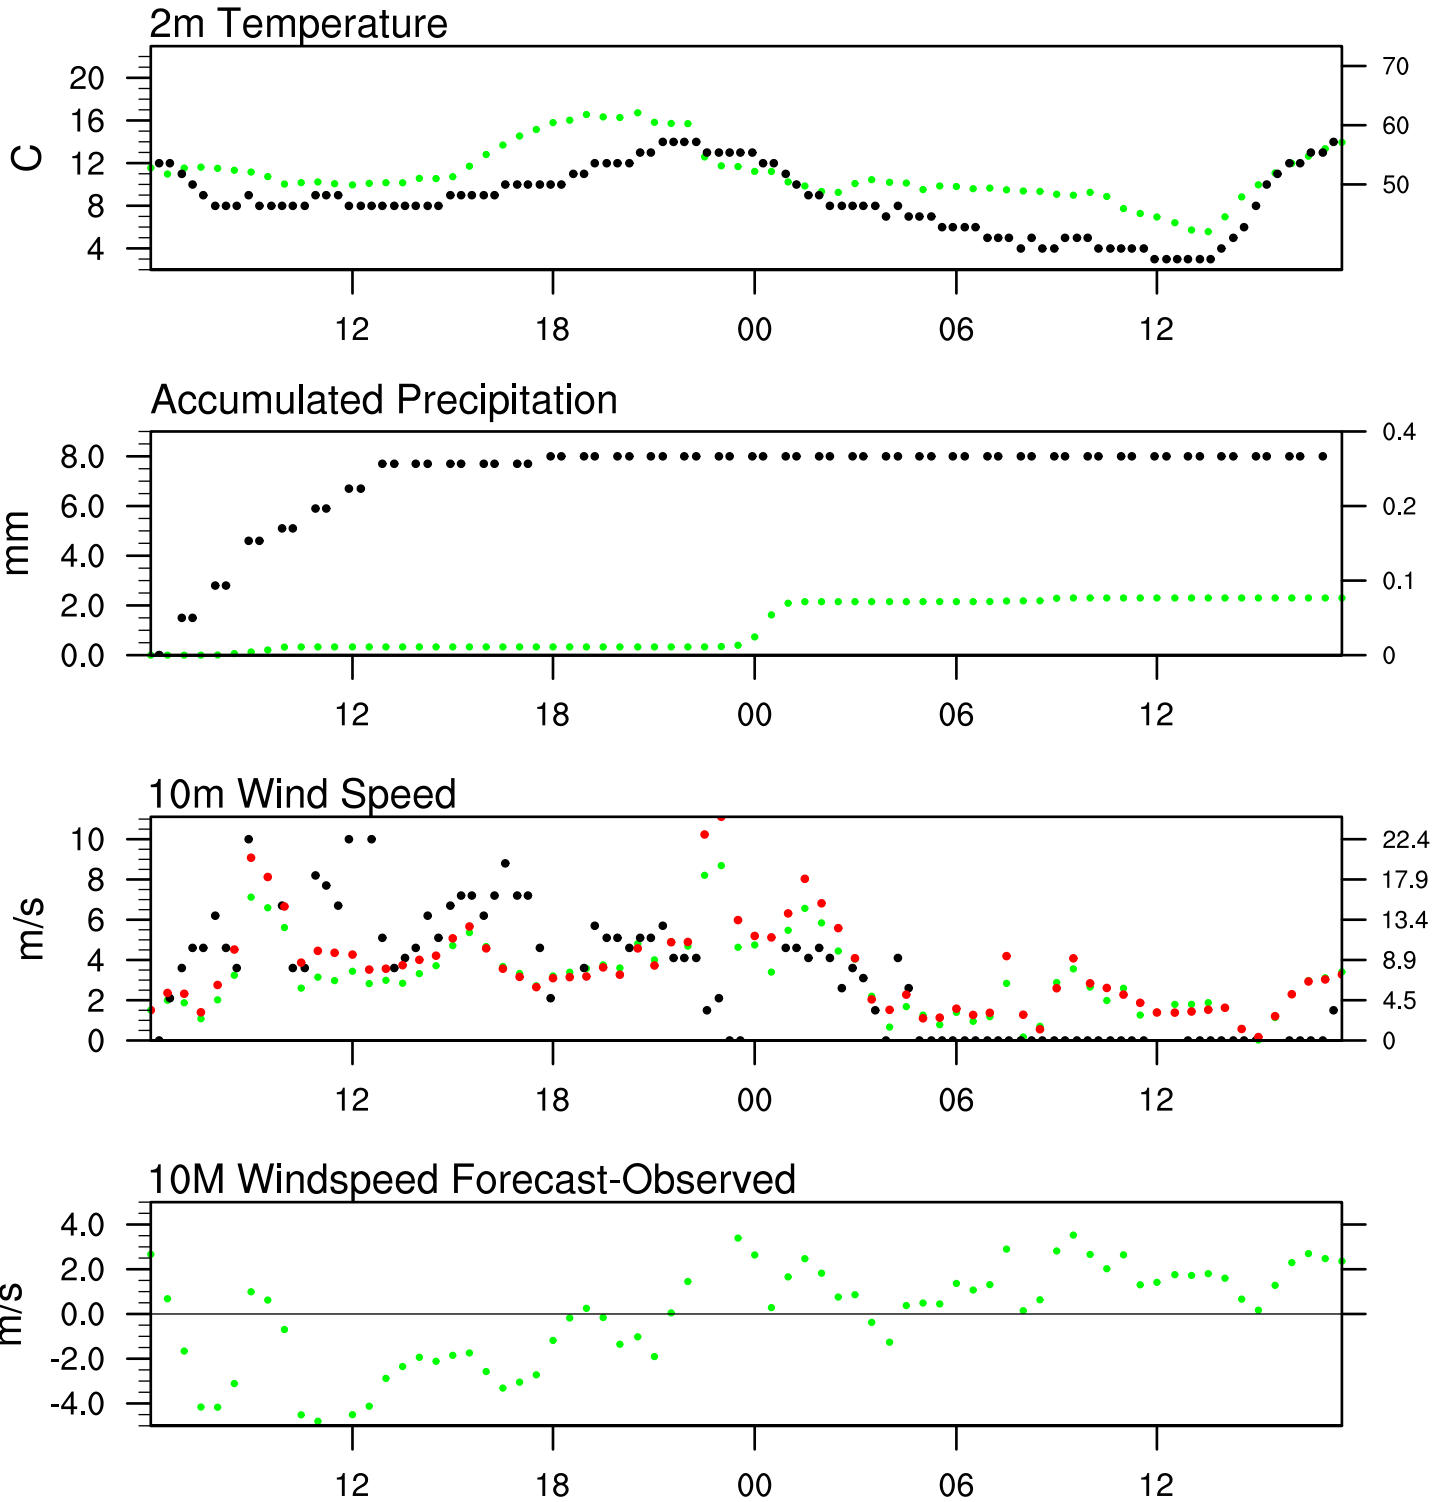 2m Temperature
20
16
12
8
4
C
70
60
50
12 18 00 06 12
Accumulated Precipitation
8.0
6.0
4.0
2.0
0.0
mm
0.4
0.2
0.1
0
12 18 00 06 12
10m Wind Speed
10
8
6
4
2
0
m/s
22.4
17.9
13.4
8.9
4.5
0
12 18 00 06 12
10M Windspeed Forecast-Observed
4.0
2.0
0.0
-2.0
-4.0
m/s
12 18 00 06 12